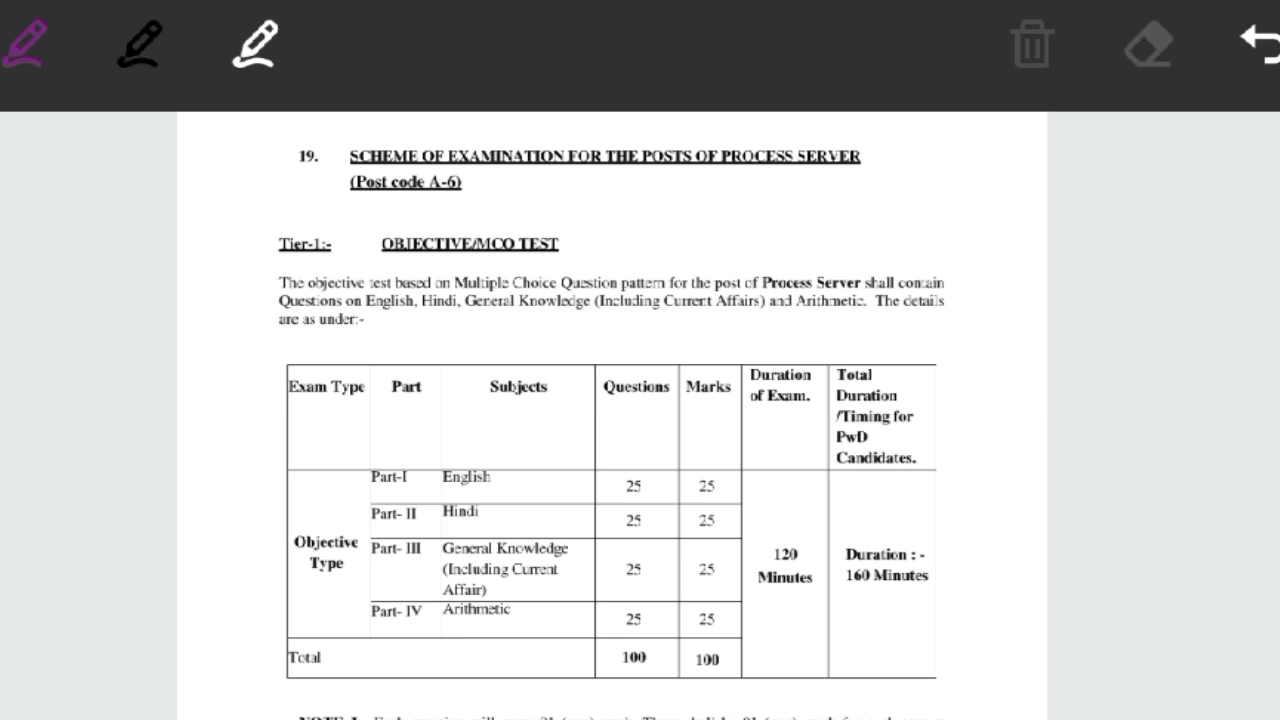 19. SCHEME OF EXAMINATION FOR THE POSTS OF PROCESS SERVER
(Post code A-6)
Tier-1:- OBJECTIVE/MCQ TEST
The objective test based on Multiple Choice Question pattern for the post of Process Server shall contain
Questions on English, Hindi, General Knowledge (Including Current Affairs) and Arithmetic. The details
are as under:-
Exam Type Part Subjects Questions Marks Duration of Exam. Total Duration /Timing for PwD Candidates.
Objective Type
Part-I English 25 25
Part- II Hindi 25 25
Part- III General Knowledge (Including Current Affair) 25 25
Part- IV Arithmetic 25 25
120 Minutes
Duration : - 160 Minutes
Total 100 100